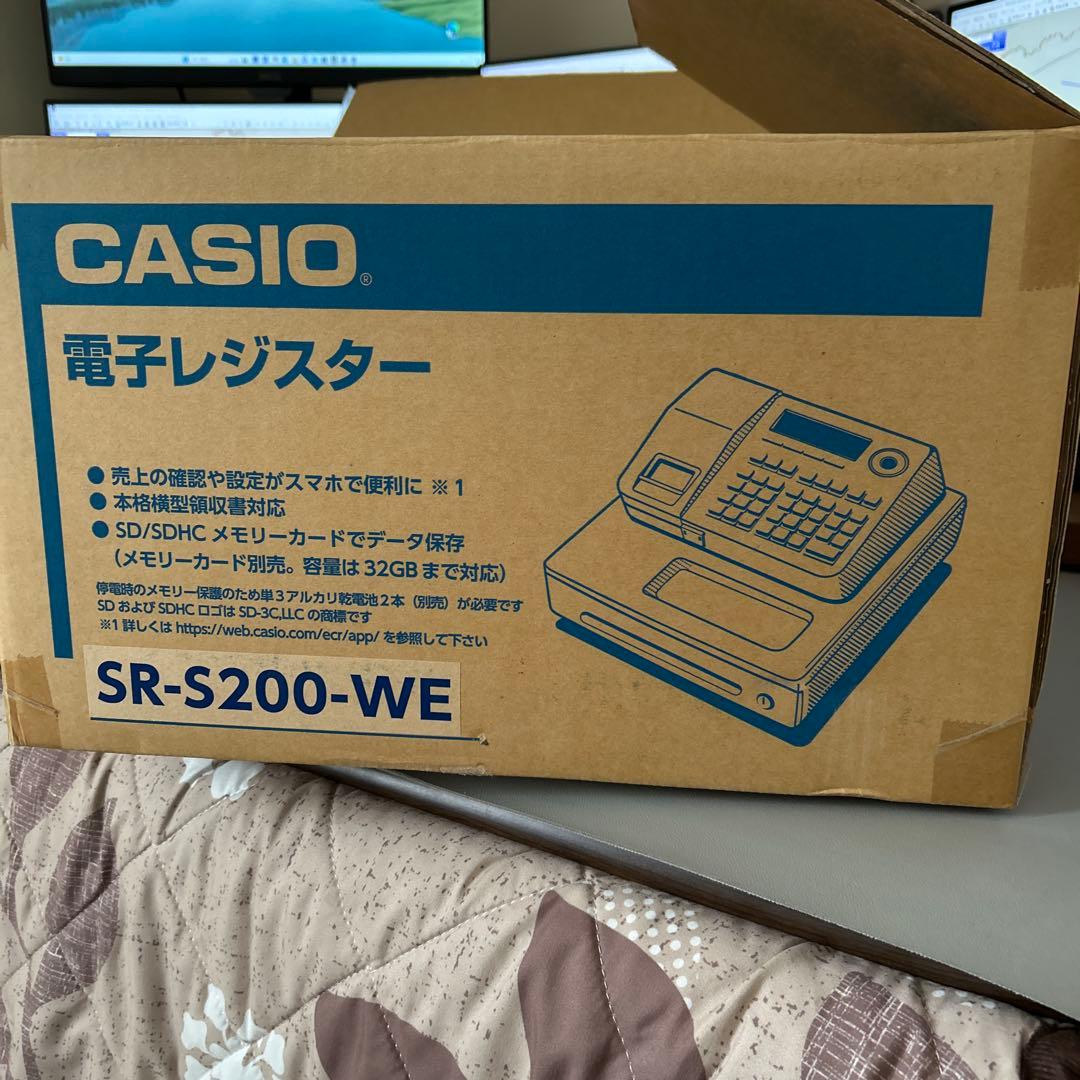 CASIO®
電子レジスター
● 売上の確認や設定がスマホで便利に ※1
● 本格横型領収書対応
● SD/SDHC メモリーカードでデータ保存
（メモリーカード別売。容量は 32GB まで対応）
停電時のメモリー保護のため単3アルカリ乾電池2本（別売）が必要です
SD および SDHC ロゴは SD-3C,LLC の商標です
※1 詳しくは https://web.casio.com/ecr/app/ を参照して下さい
SR-S200-WE